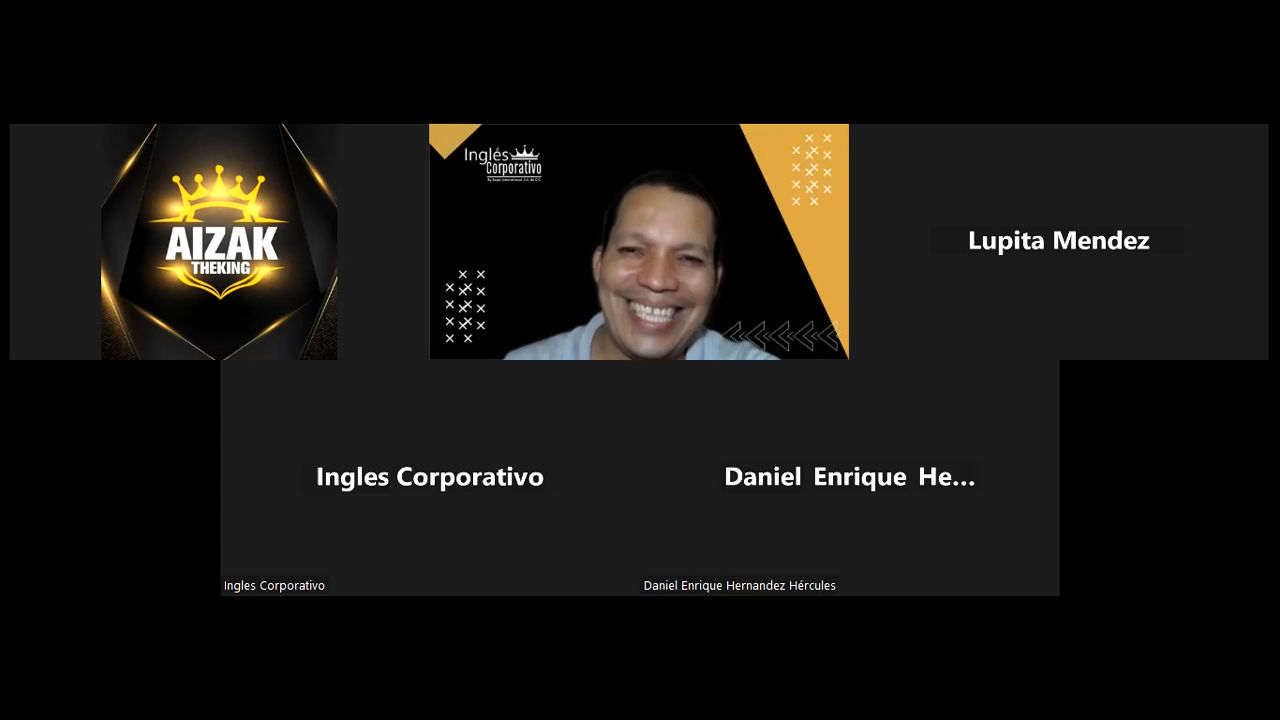 AIZAK
THEKING
Inglés
Corporativo
Lupita Mendez
Ingles Corporativo
Daniel Enrique He...
Ingles Corporativo
Daniel Enrique Hernandez Hércules